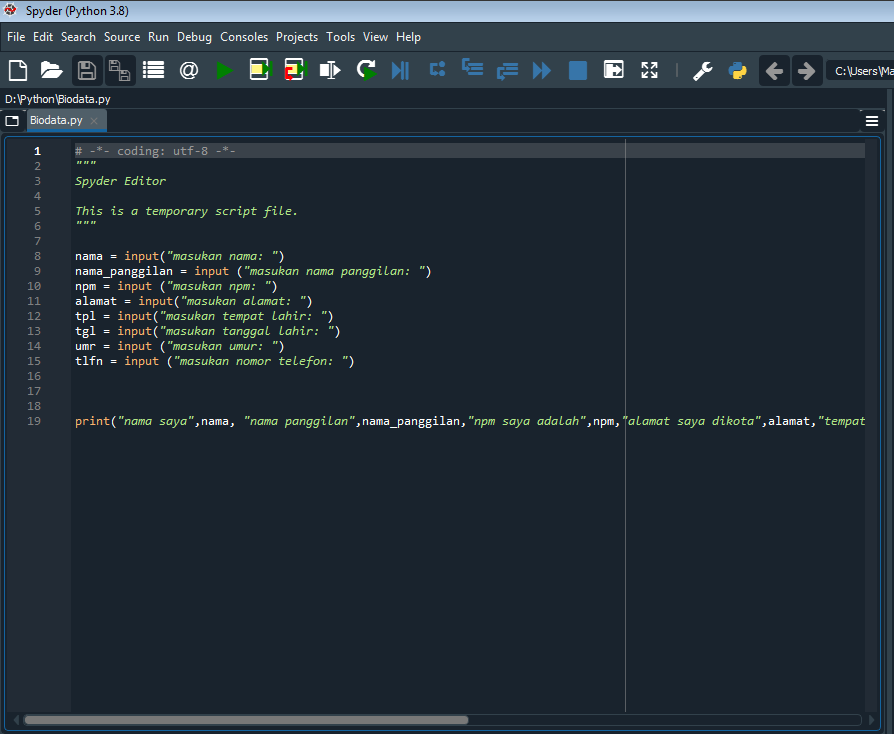 Spyder (Python 3.8)
File Edit Search Source Run Debug Consoles Projects Tools View Help
C:\Users\Ma
D:\Python\Biodata.py
Biodata.py
1 # -*- coding: utf-8 -*-
2 """
3 Spyder Editor
4
5 This is a temporary script file.
6 """
7
8 nama = input("masukan nama: ")
9 nama_panggilan = input ("masukan nama panggilan: ")
10 npm = input ("masukan npm: ")
11 alamat = input("masukan alamat: ")
12 tpl = input("masukan tempat lahir: ")
13 tgl = input("masukan tanggal lahir: ")
14 umr = input ("masukan umur: ")
15 tlfn = input ("masukan nomor telefon: ")
16
17
18
19 print("nama saya",nama, "nama panggilan",nama_panggilan,"npm saya adalah",npm,"alamat saya dikota",alamat,"tempat